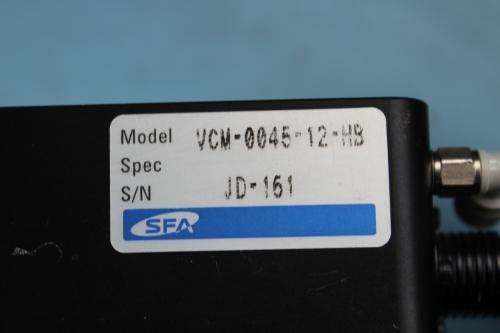 Model VCM-0045-12-HB
Spec
S/N JD-161
SFA